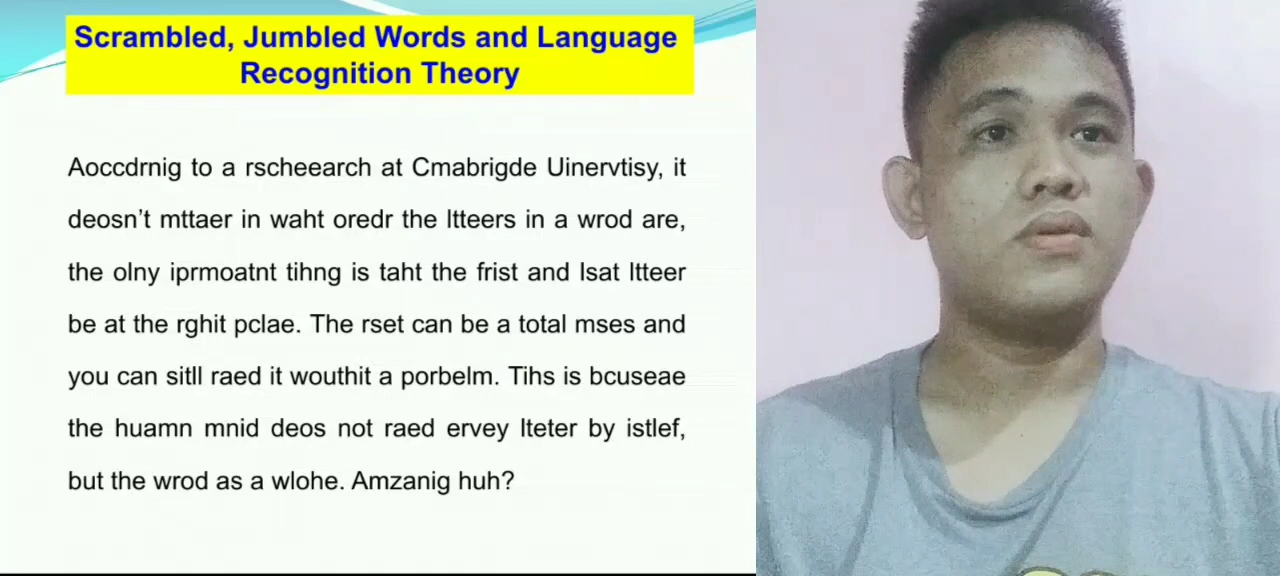 Scrambled, Jumbled Words and Language
Recognition Theory
Aoccdrnig to a rscheearch at Cmabrigde Uinervtisy, it
deosn't mttaer in waht oredr the ltteers in a wrod are,
the olny iprmoatnt tihng is taht the frist and lsat ltteer
be at the rghit pclae. The rset can be a total mses and
you can sitll raed it wouthit a porbelm. Tihs is bcuseae
the huamn mnid deos not raed ervey lteter by istlef,
but the wrod as a wlohe. Amzanig huh?